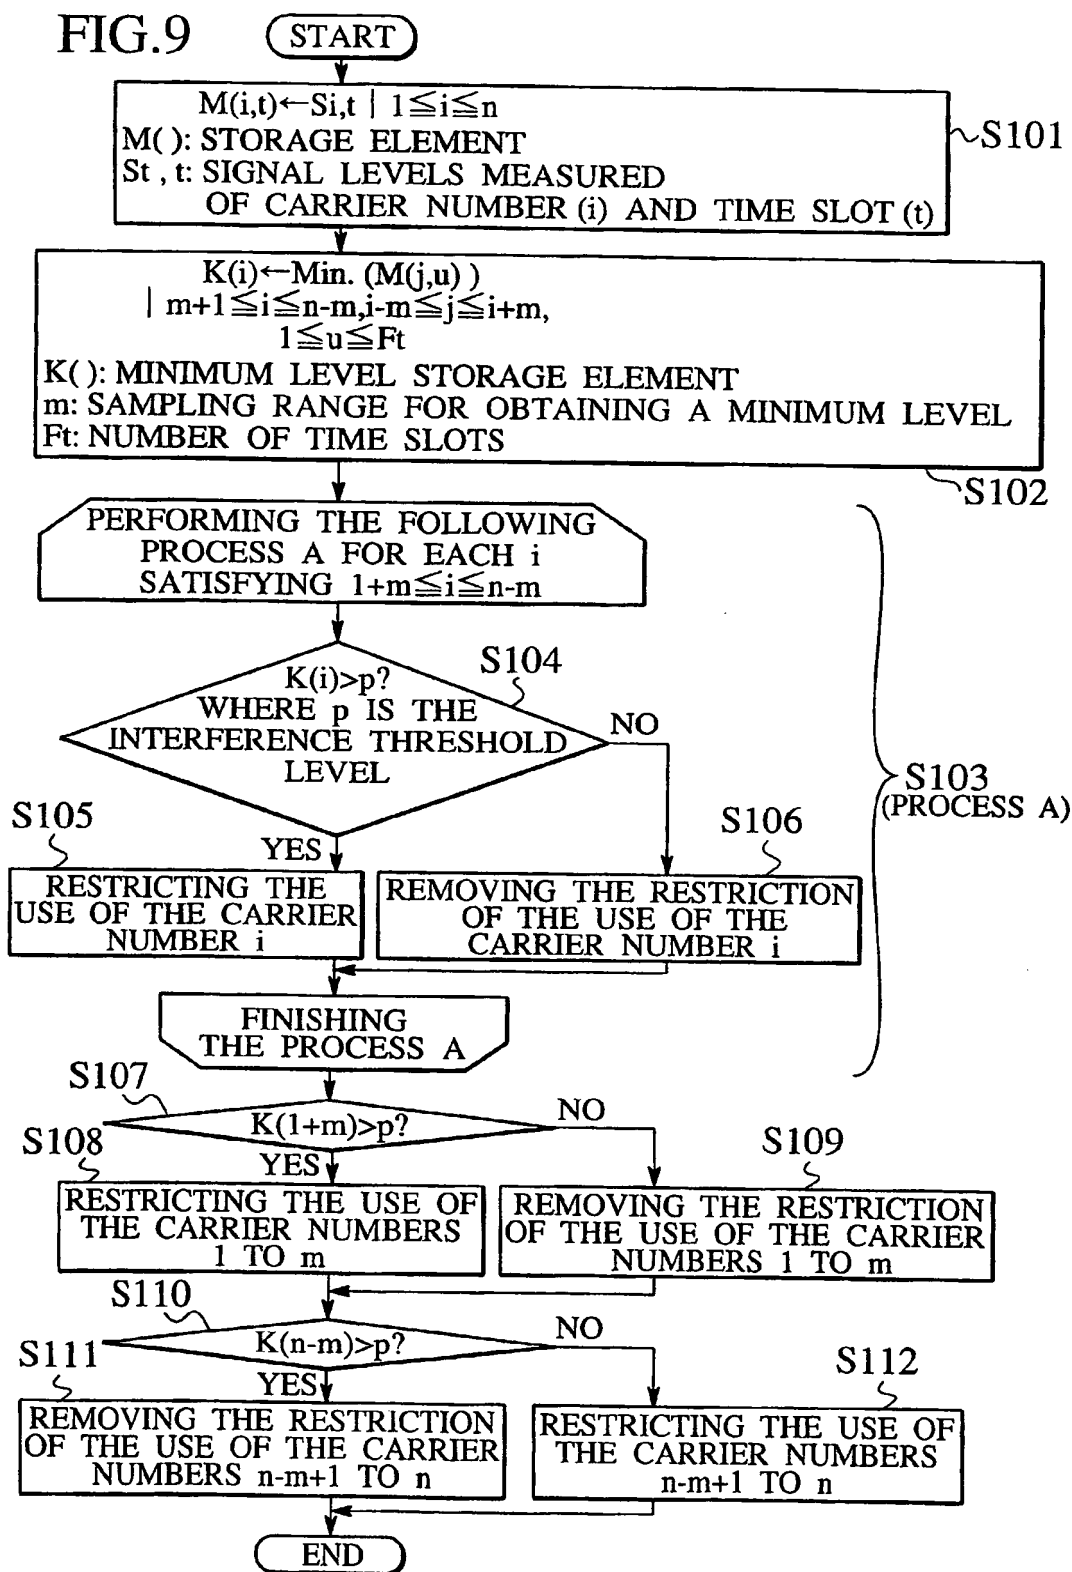 FIG.9
START
M(i,t)←Si,t | 1≦i≦n
M( ): STORAGE ELEMENT
St , t: SIGNAL LEVELS MEASURED
OF CARRIER NUMBER (i) AND TIME SLOT (t)
S101
K(i)←Min. (M(j,u) )
| m+1≦i≦n-m,i-m≦j≦i+m,
1≦u≦Ft
K( ): MINIMUM LEVEL STORAGE ELEMENT
m: SAMPLING RANGE FOR OBTAINING A MINIMUM LEVEL
Ft: NUMBER OF TIME SLOTS
S102
PERFORMING THE FOLLOWING
PROCESS A FOR EACH i
SATISFYING 1+m≦i≦n-m
S104
K(i)>p?
WHERE p IS THE
INTERFERENCE THRESHOLD
LEVEL
NO
YES
S103
(PROCESS A)
S105
RESTRICTING THE
USE OF THE CARRIER
NUMBER i
S106
REMOVING THE RESTRICTION
OF THE USE OF THE
CARRIER NUMBER i
FINISHING
THE PROCESS A
S107
K(1+m)>p?
NO
YES
S108
RESTRICTING THE USE OF
THE CARRIER NUMBERS
1 TO m
S109
REMOVING THE RESTRICTION
OF THE USE OF THE CARRIER
NUMBERS 1 TO m
S110
K(n-m)>p?
NO
YES
S111
REMOVING THE RESTRICTION
OF THE USE OF THE CARRIER
NUMBERS n-m+1 TO n
S112
RESTRICTING THE USE OF
THE CARRIER NUMBERS
n-m+1 TO n
END